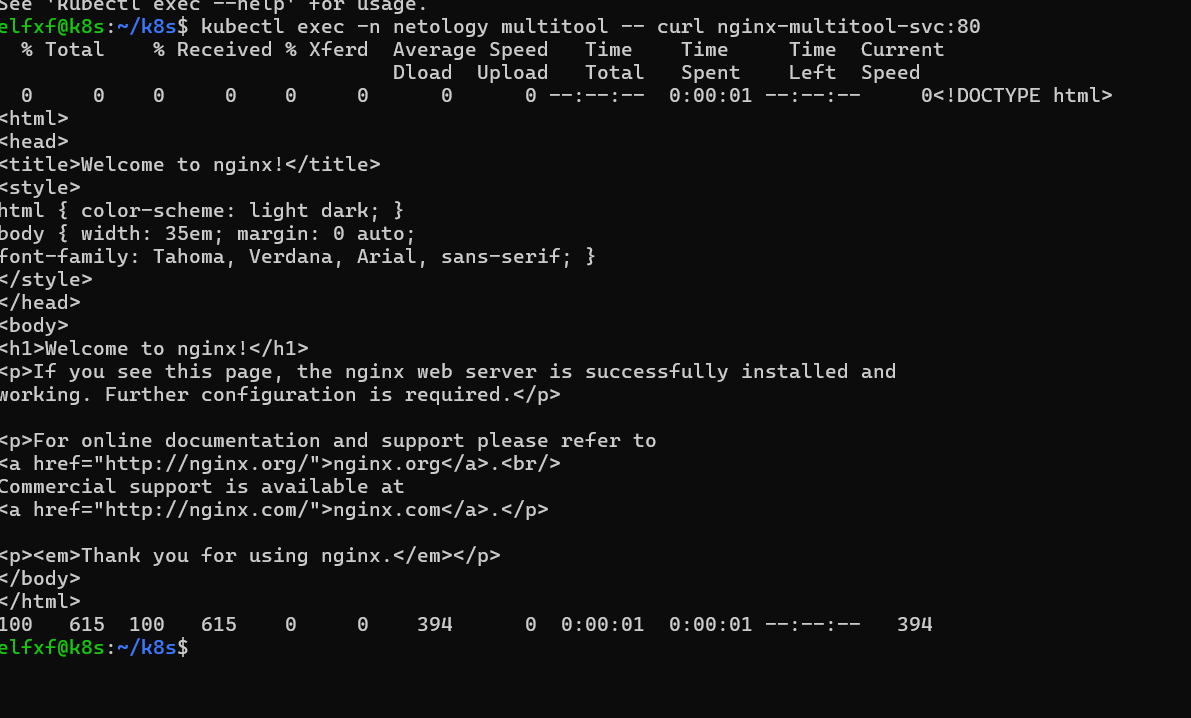 see 'kubectl exec --help' for usage.
elfxf@k8s:~/k8s$ kubectl exec -n netology multitool -- curl nginx-multitool-svc:80
  % Total    % Received % Xferd  Average Speed   Time    Time     Time  Current
                                 Dload  Upload   Total   Spent    Left  Speed
  0     0    0     0    0     0      0      0 --:--:--  0:00:01 --:--:--     0<!DOCTYPE html>
<html>
<head>
<title>Welcome to nginx!</title>
<style>
html { color-scheme: light dark; }
body { width: 35em; margin: 0 auto;
font-family: Tahoma, Verdana, Arial, sans-serif; }
</style>
</head>
<body>
<h1>Welcome to nginx!</h1>
<p>If you see this page, the nginx web server is successfully installed and
working. Further configuration is required.</p>

<p>For online documentation and support please refer to
<a href="http://nginx.org/">nginx.org</a>.<br/>
Commercial support is available at
<a href="http://nginx.com/">nginx.com</a>.</p>

<p><em>Thank you for using nginx.</em></p>
</body>
</html>
100   615  100   615    0     0    394      0  0:00:01  0:00:01 --:--:--   394
elfxf@k8s:~/k8s$